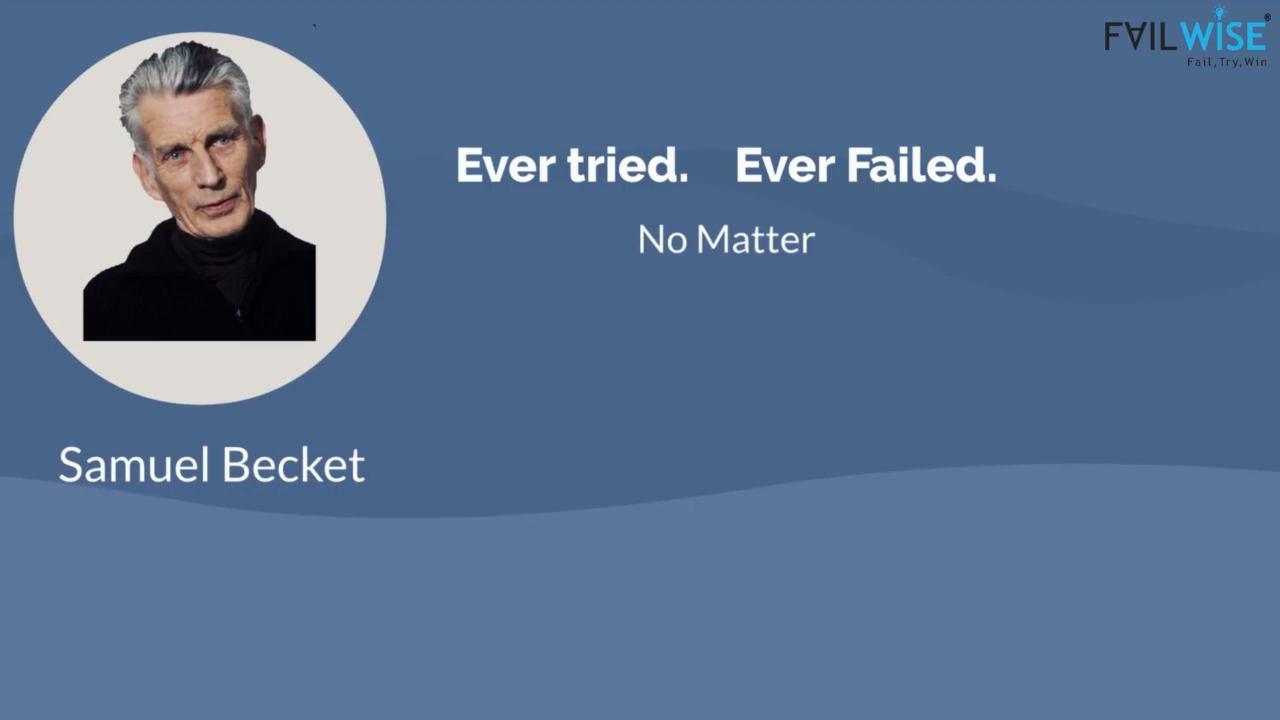 FAILWISE®
Fail,Try,Win
Ever tried. Ever Failed.
No Matter
Samuel Becket